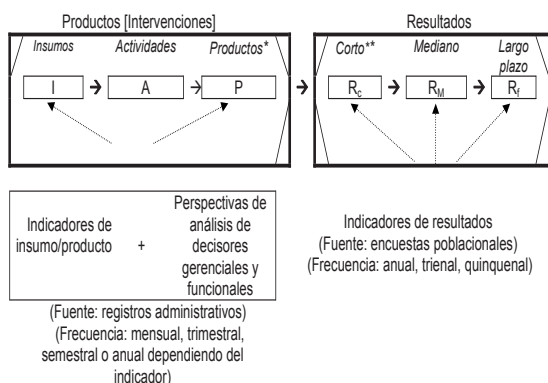 Productos [Intervenciones]
Insumos Actividades Productos*
I A P
Resultados
Corto** Mediano Largo
plazo
Rc RM Rf
Indicadores de
insumo/producto
+
Perspectivas de
análisis de
decisores
gerenciales y
funcionales
(Fuente: registros administrativos)
(Frecuencia: mensual, trimestral,
semestral o anual dependiendo del
indicador)
Indicadores de resultados
(Fuente: encuestas poblacionales)
(Frecuencia: anual, trienal, quinquenal)